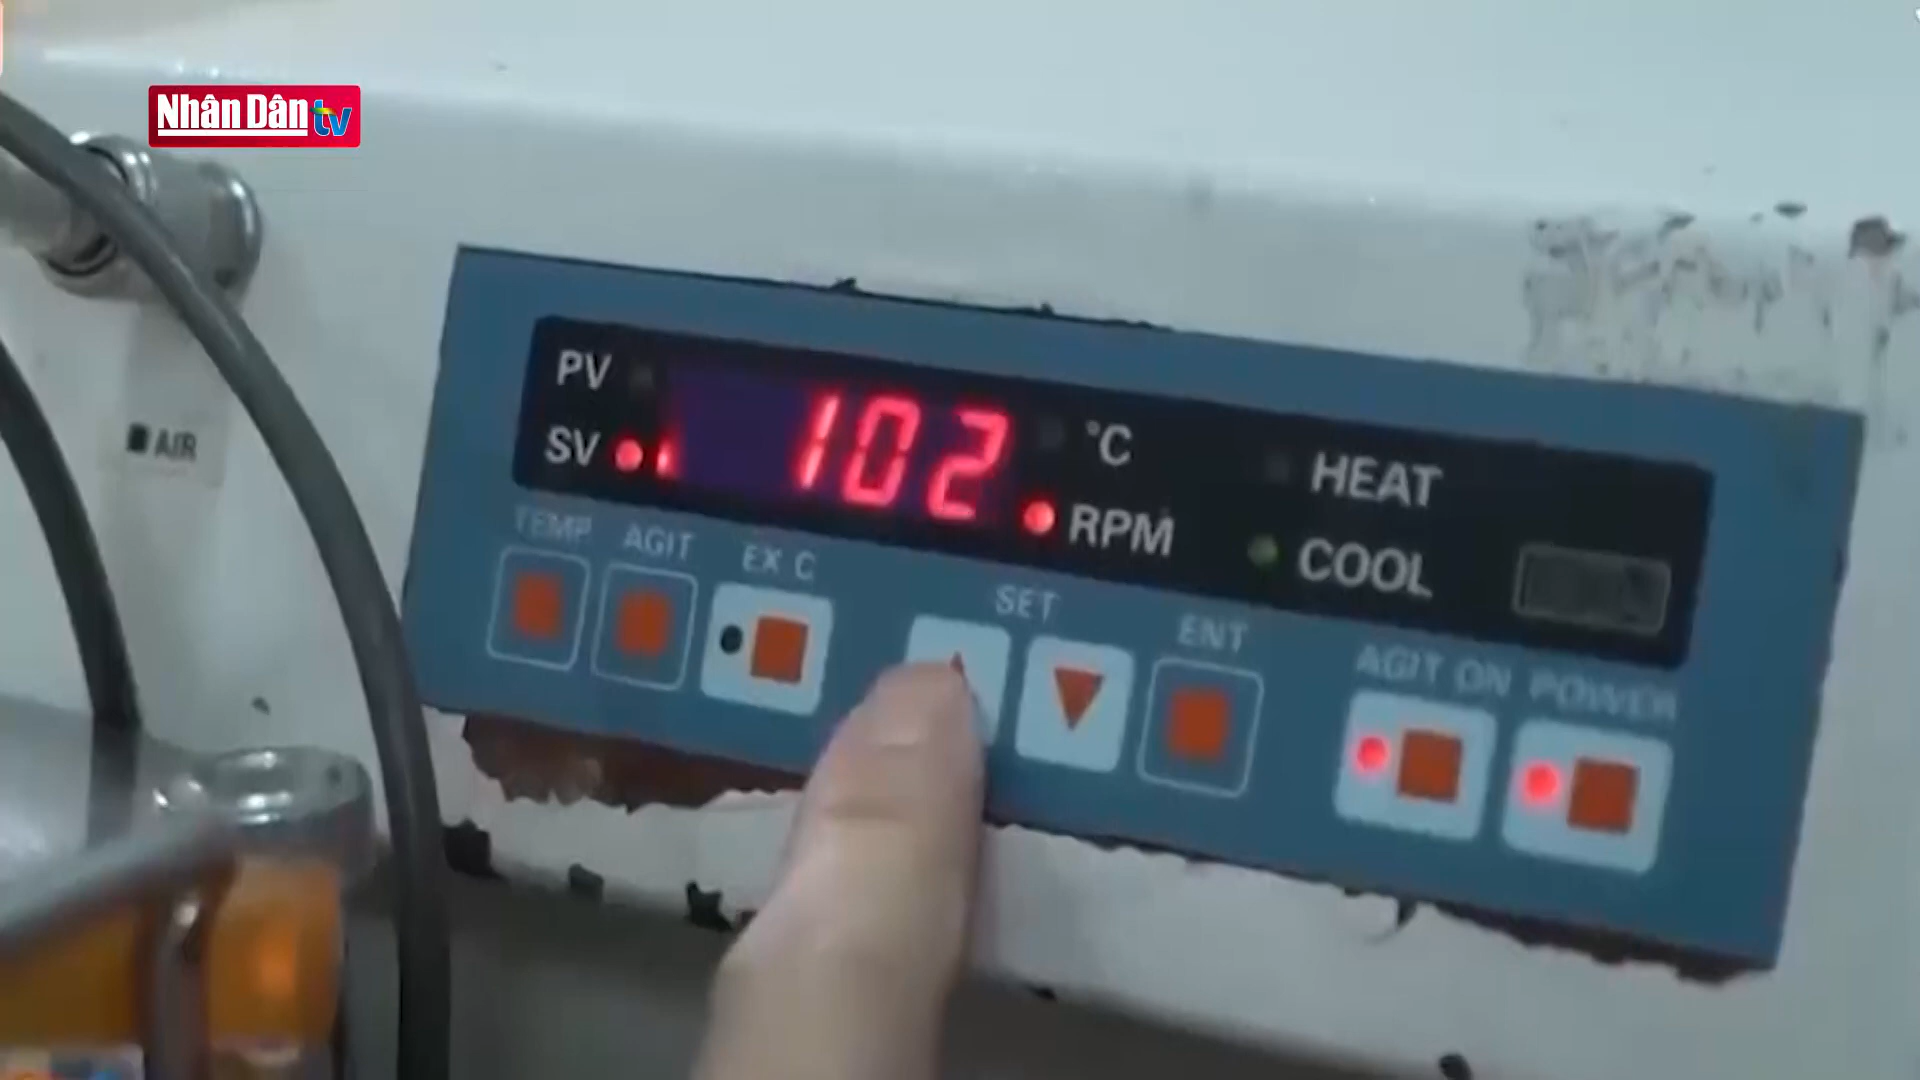 Nhân Dân tv
AIR
PV
SV
102
°C
RPM
HEAT
COOL
TEMP
AGIT
EX C
SET
ENT
AGIT ON
POWER